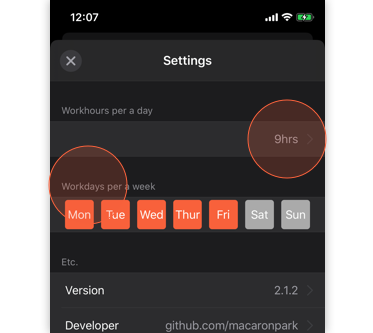 12:07
Settings
Workhours per a day
9hrs
Workdays per a week
Mon Tue Wed Thur Fri Sat Sun
Etc.
Version 2.1.2
Developer github.com/macaronpark